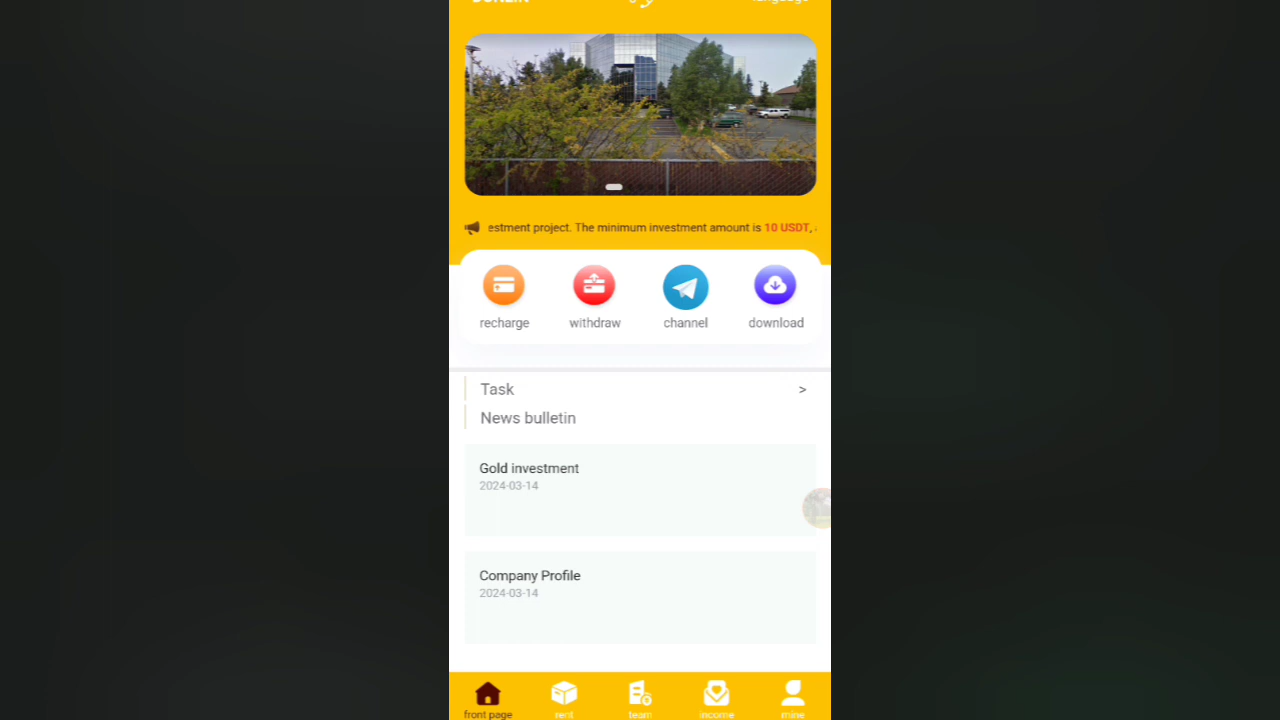 estment project. The minimum investment amount is 10 USDT,
recharge
withdraw
channel
download
Task >
News bulletin
Gold investment
2024-03-14
Company Profile
2024-03-14
front page
rent
team
income
mine